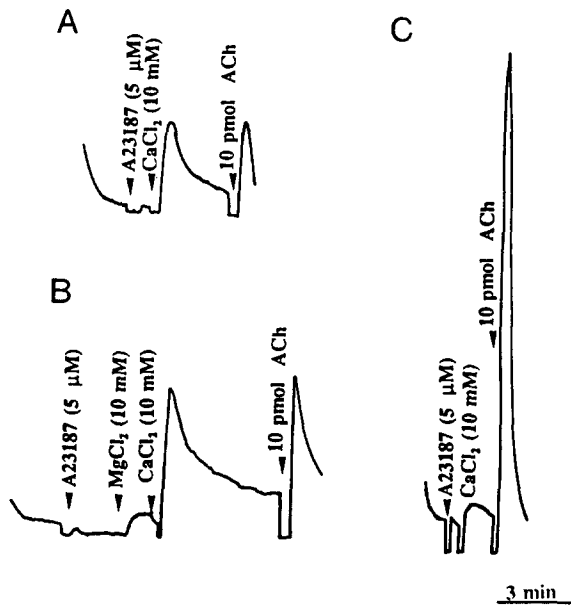 A
A23187 (5 μM)
CaCl₂ (10 mM)
10 pmol ACh
B
A23187 (5 μM)
MgCl₂ (10 mM)
CaCl₂ (10 mM)
10 pmol ACh
C
A23187 (5 μM)
CaCl₂ (10 mM)
10 pmol ACh
3 min